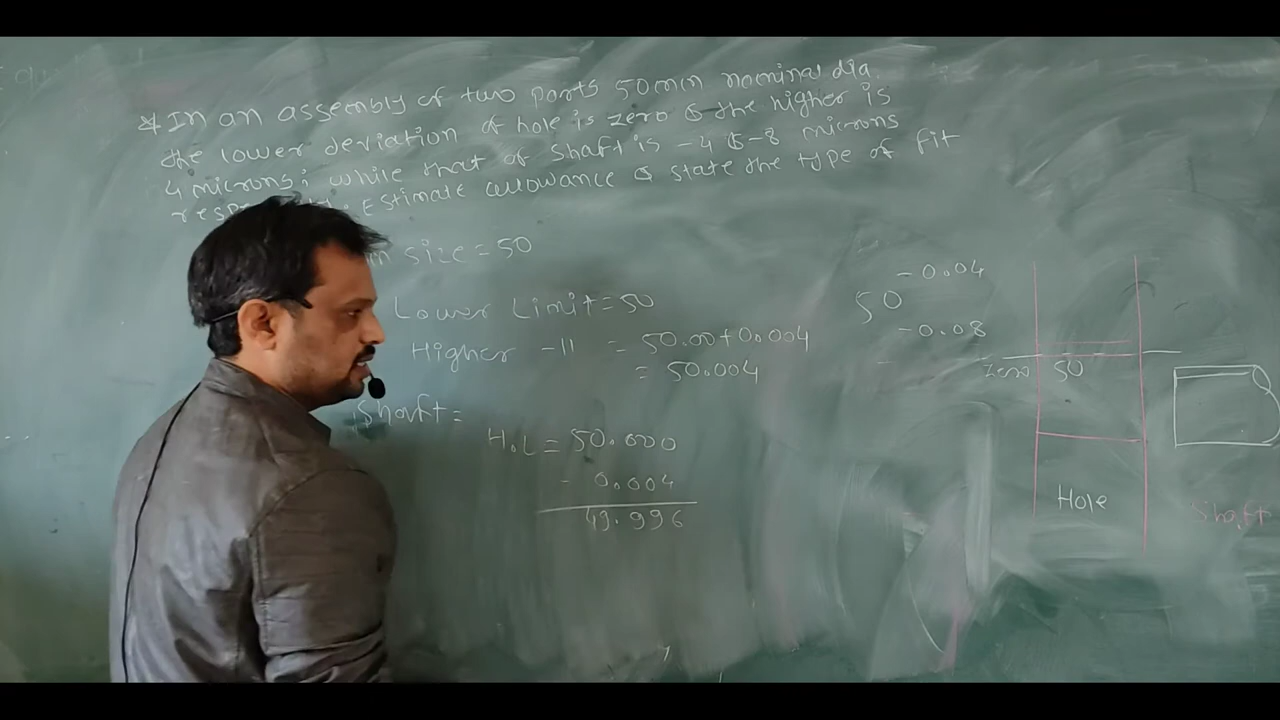 * In an assembly of two parts 50mm nominal dia.
the lower deviation of hole is zero & the higher is
4 microns; while that of shaft is -4 & -8 microns
Estimate allowance & state the type of fit
size = 50
Lower Limit = 50
Higher -11 = 50.00+0.004
= 50.004
Shaft =
H.L = 50.000
- 0.004
49.996
- 0.04
50
- 0.08
Zero 50
Hole
Shaft